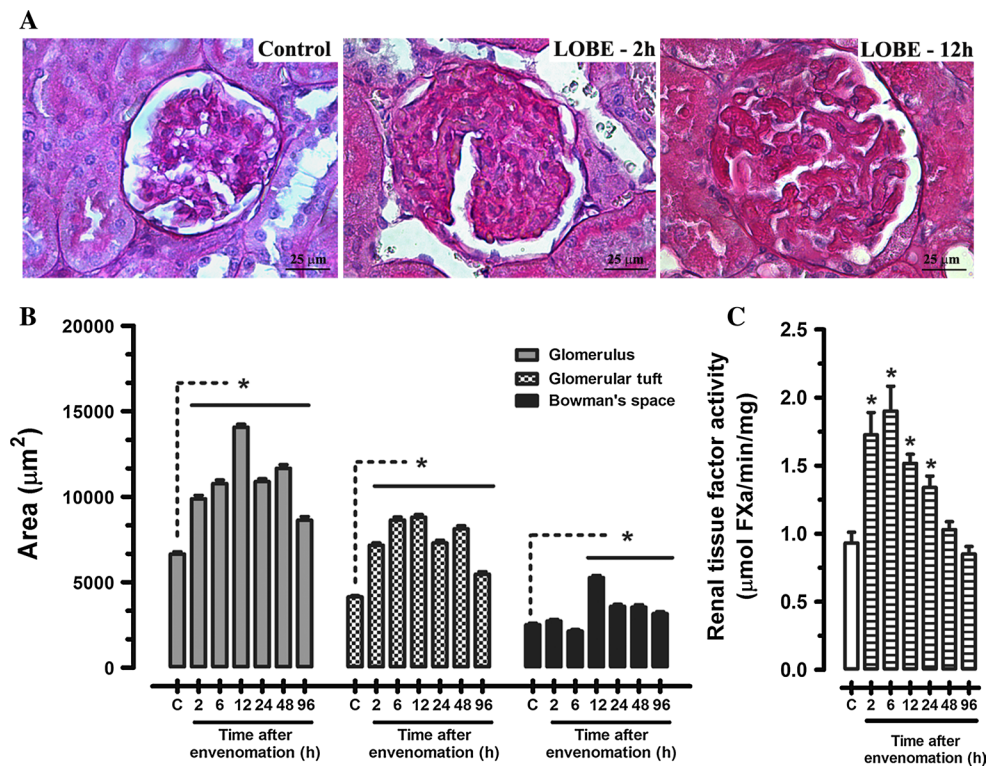 A
Control
LOBE - 2h
LOBE - 12h
25 μm
25 μm
25 μm
B
20000
15000
10000
5000
0
Area (μm²)
Glomerulus
Glomerular tuft
Bowman's space
*
*
*
C 2 6 12 24 48 96
C 2 6 12 24 48 96
C 2 6 12 24 48 96
Time after
envenomation (h)
Time after
envenomation (h)
Time after
envenomation (h)
C
2.5
2.0
1.5
1.0
0.5
0.0
Renal tissue factor activity
(μmol FXa/min/mg)
* * * *
C 2 6 12 24 48 96
Time after
envenomation (h)